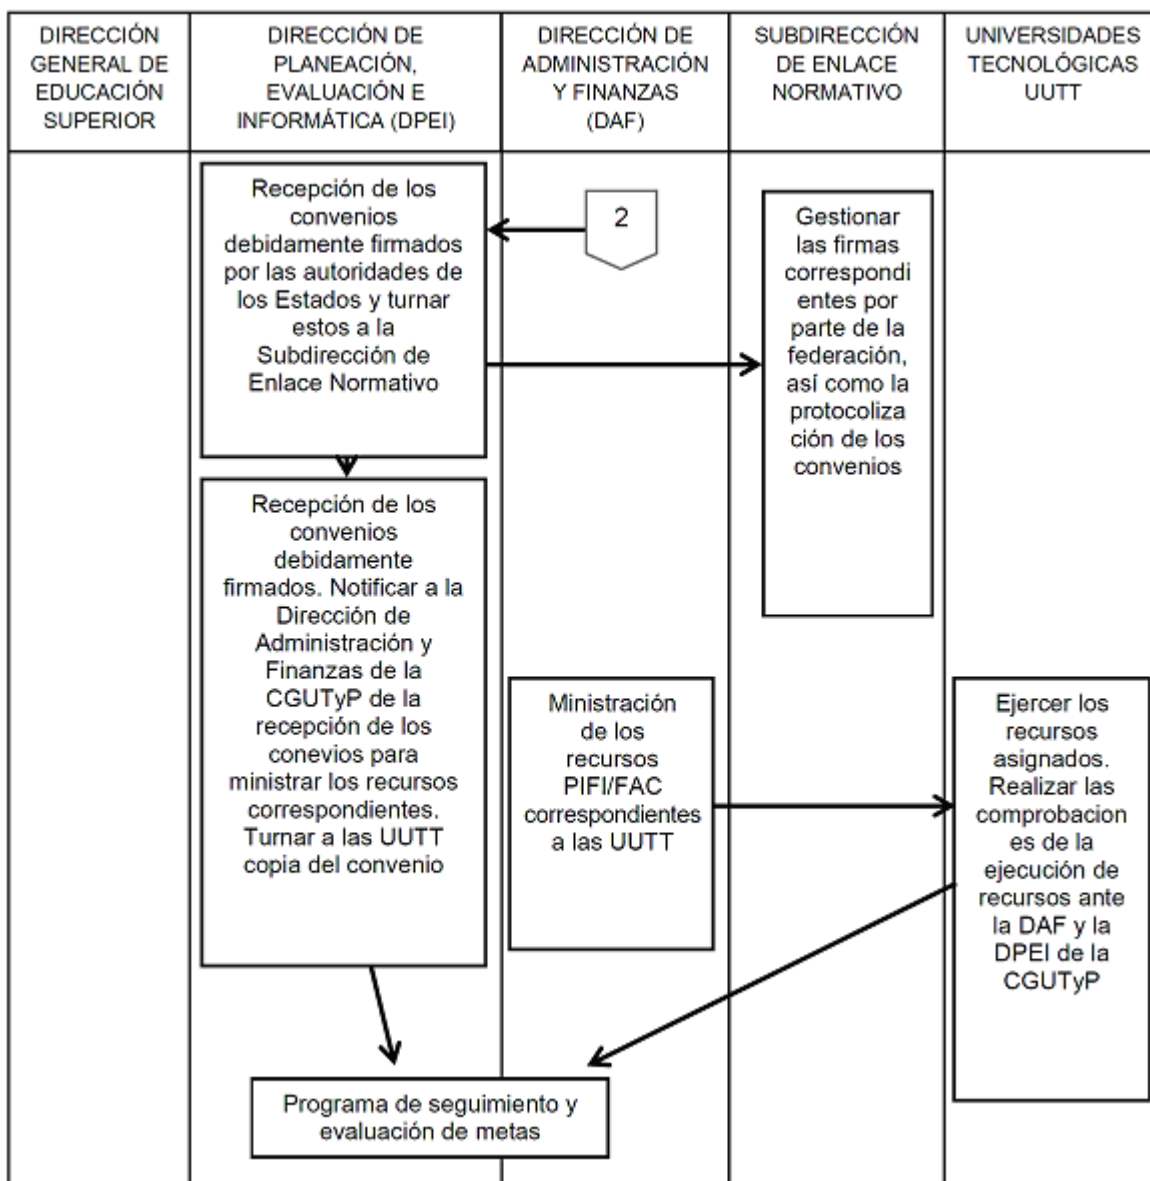 DIRECCIÓN
GENERAL DE
EDUCACIÓN
SUPERIOR
DIRECCIÓN DE
PLANEACIÓN,
EVALUACIÓN E
INFORMÁTICA (DPEI)
DIRECCIÓN DE
ADMINISTRACIÓN
Y FINANZAS
(DAF)
SUBDIRECCIÓN
DE ENLACE
NORMATIVO
UNIVERSIDADES
TECNOLÓGICAS
UUTT
Recepción de los
convenios
debidamente firmados
por las autoridades de
los Estados y turnar
estos a la
Subdirección de
Enlace Normativo
2
Gestionar
las firmas
correspondi
entes por
parte de la
federación,
así como la
protocoliza
ción de los
convenios
Recepción de los
convenios
debidamente
firmados. Notificar a la
Dirección de
Administración y
Finanzas de la
CGUTyP de la
recepción de los
conevios para
ministrar los recursos
correspondientes.
Turnar a las UUTT
copia del convenio
Ministración
de los
recursos
PIFI/FAC
correspondientes
a las UUTT
Ejercer los
recursos
asignados.
Realizar las
comprobacion
es de la
ejecución de
recursos ante
la DAF y la
DPEI de la
CGUTyP
Programa de seguimiento y
evaluación de metas